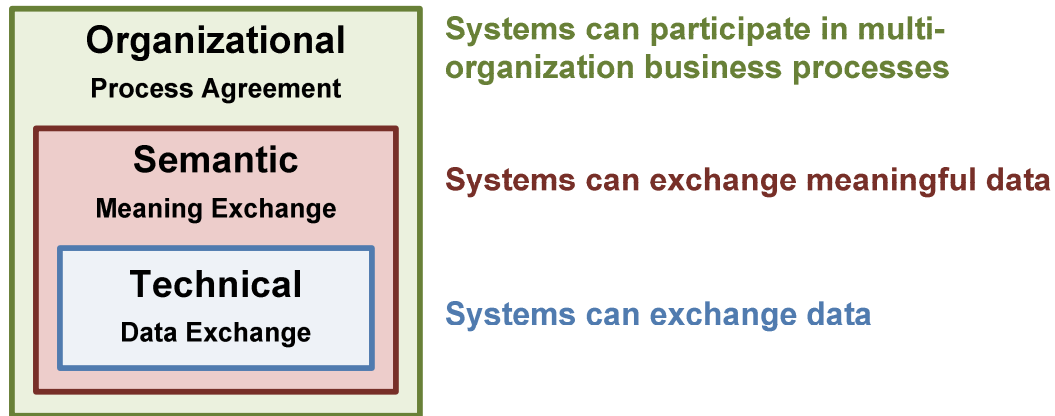 Organizational
Process Agreement
Systems can participate in multi-
organization business processes
Semantic
Meaning Exchange
Systems can exchange meaningful data
Technical
Data Exchange
Systems can exchange data